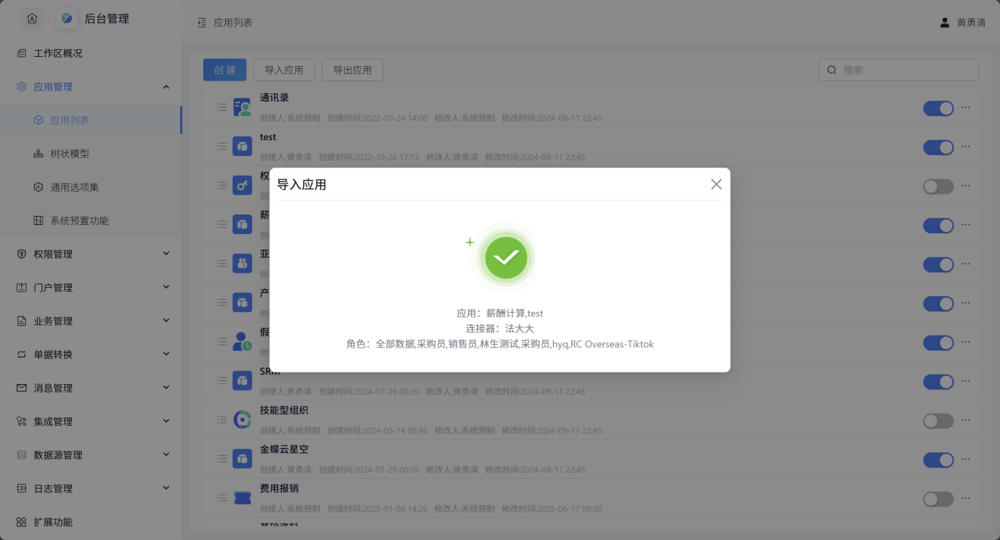 后台管理
应用列表
黄勇清
工作区概况
应用管理
应用列表
树状模型
通用选项集
系统预置功能
权限管理
门户管理
业务管理
单据转换
消息管理
集成管理
数据源管理
日志管理
扩展功能
创 建
导入应用
导出应用
搜索
通讯录
创建人:系统预制 创建时间:2022-10-24 14:00 修改人:系统预制 修改时间:2024-09-11 22:45
test
创建人:黄勇清 创建时间:2022-10-26 17:13 修改人:黄勇清 修改时间:2024-09-11 22:45
权
创
薪
创
亚
创
产
创
假
创
导入应用
应用：薪酬计算,test
连接器：法大大
角色：全部数据,采购员,销售员,林生测试,采购员,hyq,RC Overseas-Tiktok
SRM
创建人:黄勇清 创建时间:2024-07-29 00:39 修改人:黄勇清 修改时间:2024-09-11 22:45
技能型组织
创建人:系统预制 创建时间:2024-03-14 09:46 修改人:系统预制 修改时间:2024-09-11 22:45
金蝶云星空
创建人:黄勇清 创建时间:2024-07-29 00:39 修改人:黄勇清 修改时间:2024-09-11 22:45
费用报销
创建人:系统预制 创建时间:2025-01-06 14:26 修改人:系统预制 修改时间:2025-06-17 09:30
基础资料